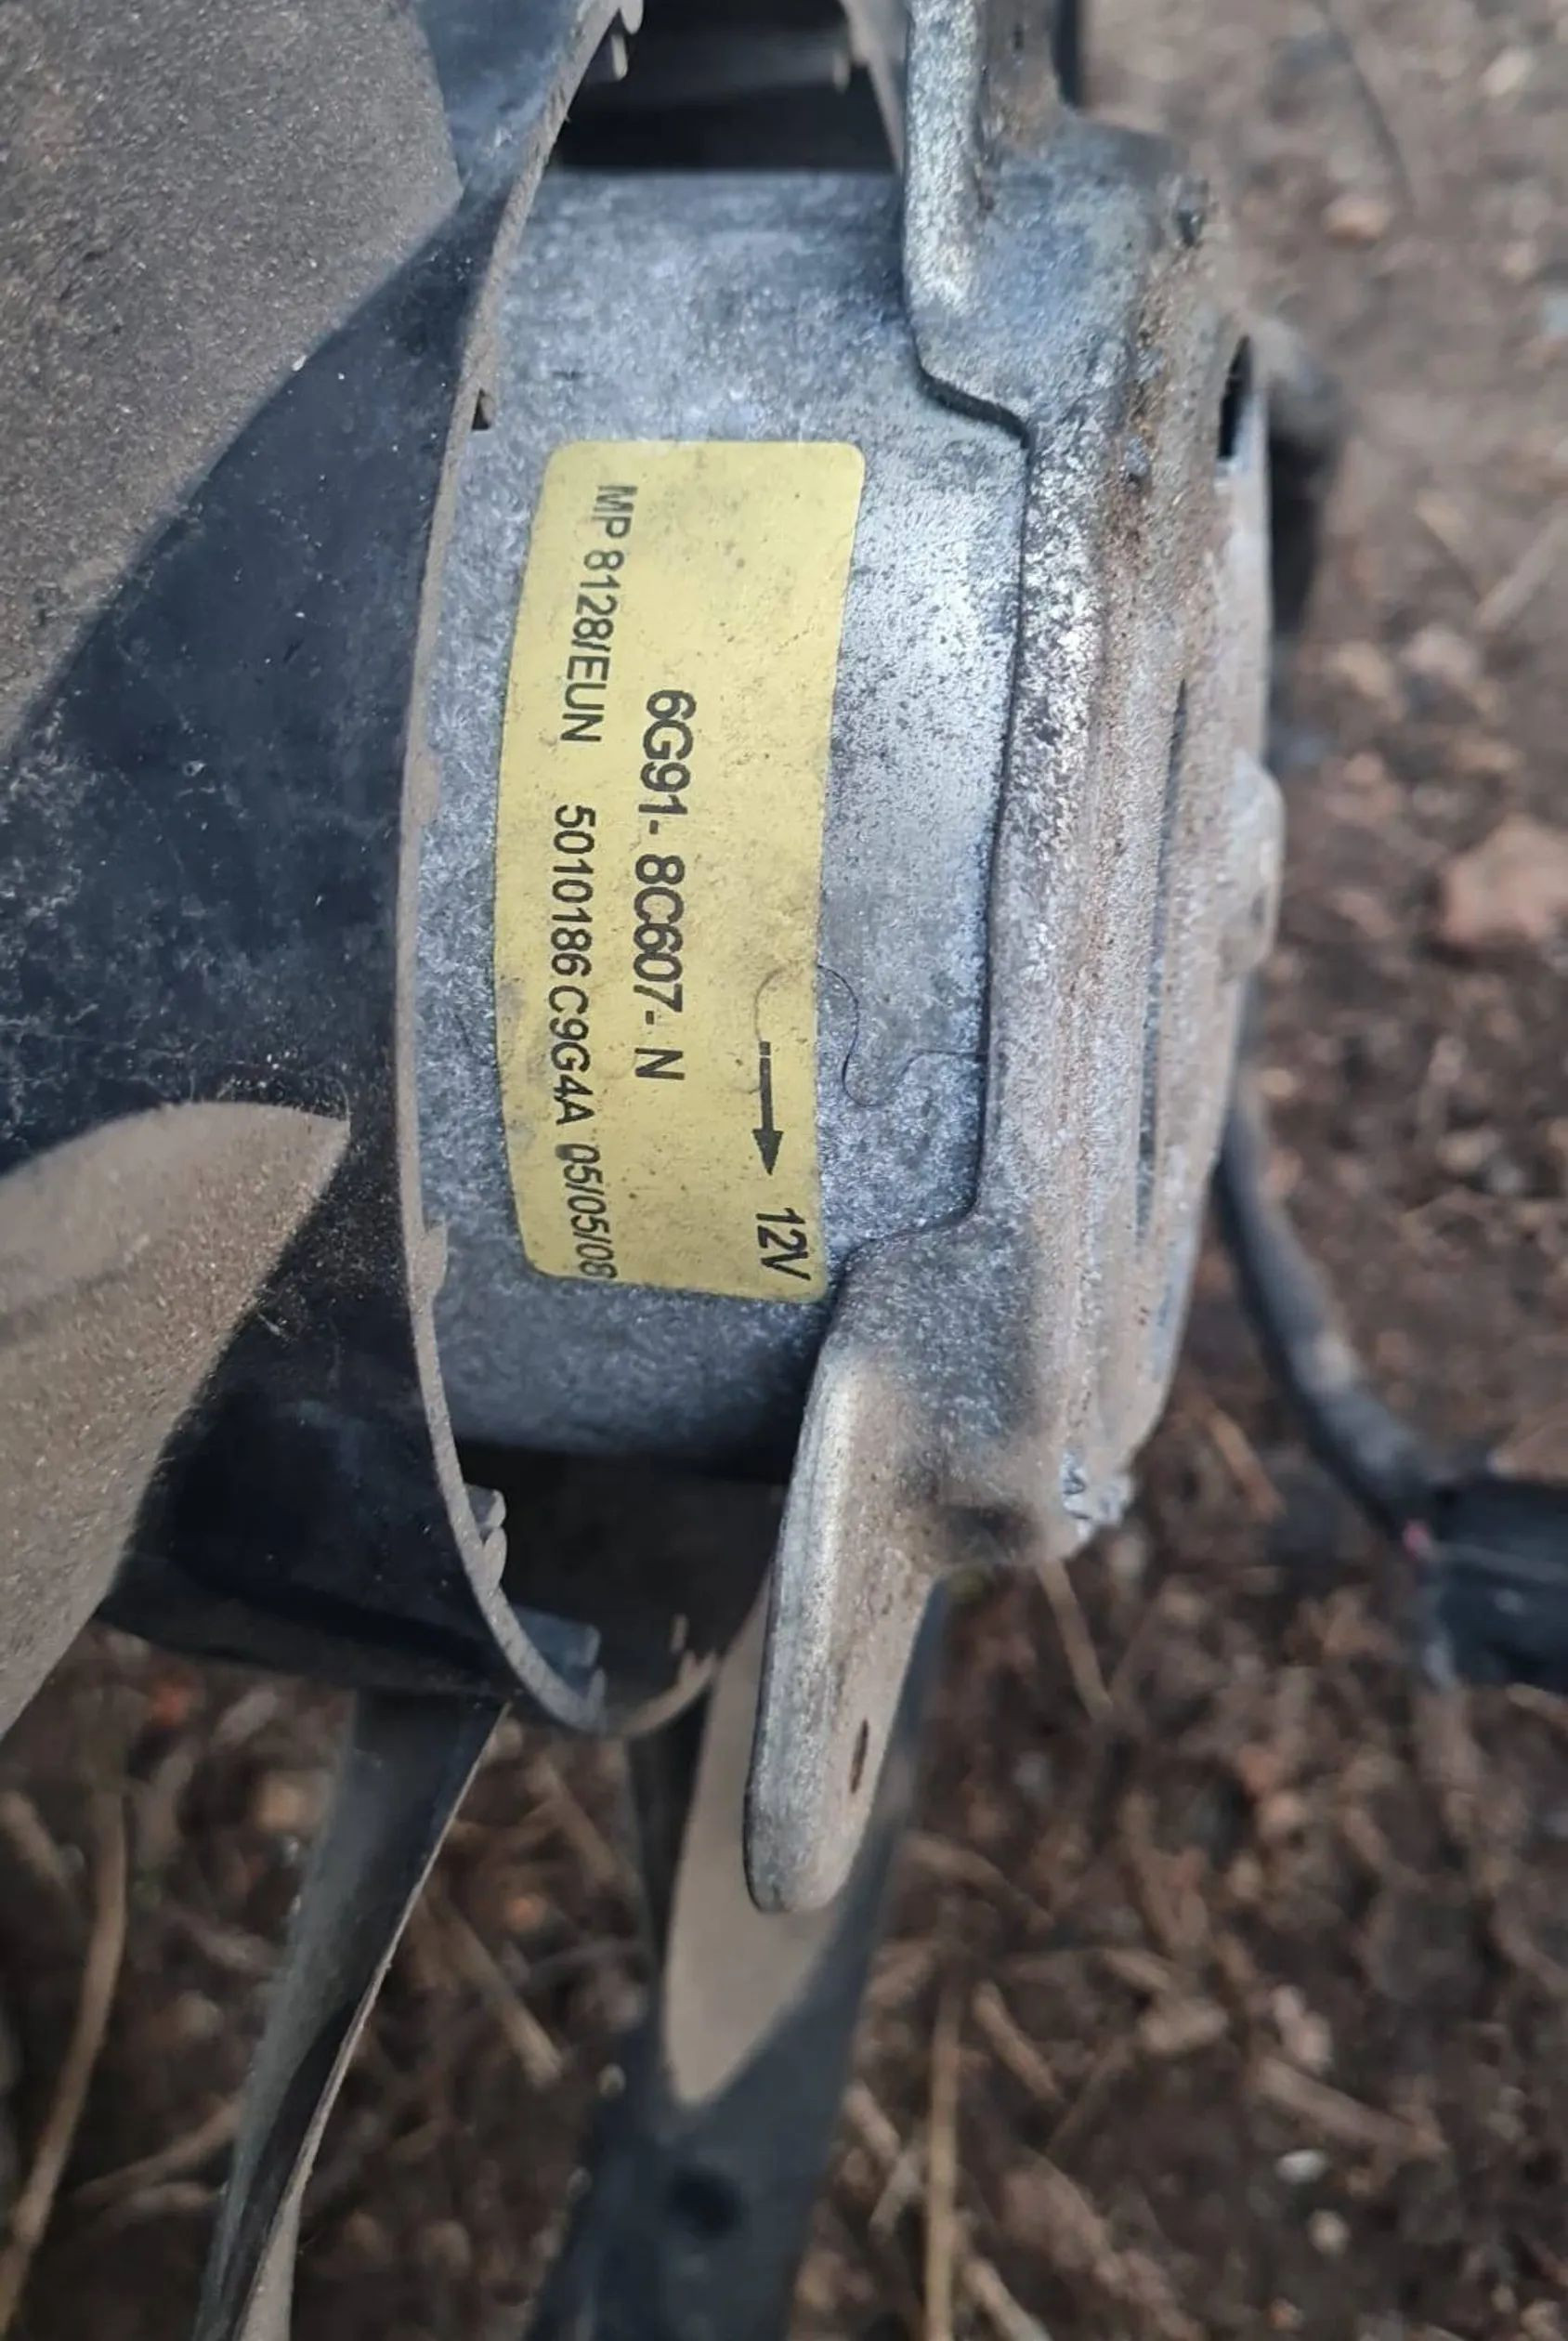 12V
6G91- 8C607- N
MP 8128/EUN 5010186 C9G4A 05/05/08